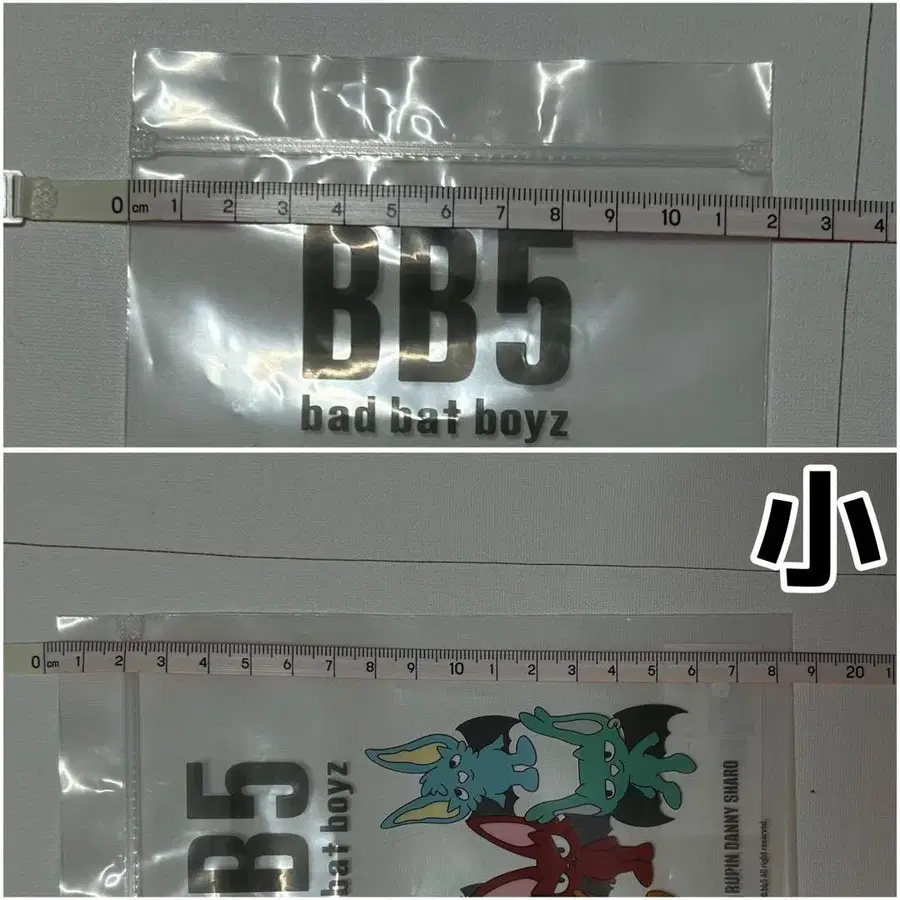 0 cm 1 2 3 4 5 6 7 8 9 10 1 2 3 4
BB5
bad bat boyz
小
0 cm 1 2 3 4 5 6 7 8 9 10 1 2 3 4 5 6 7 8 9 20 1
B5
bat boyz
RUPIN DANNY SHARO